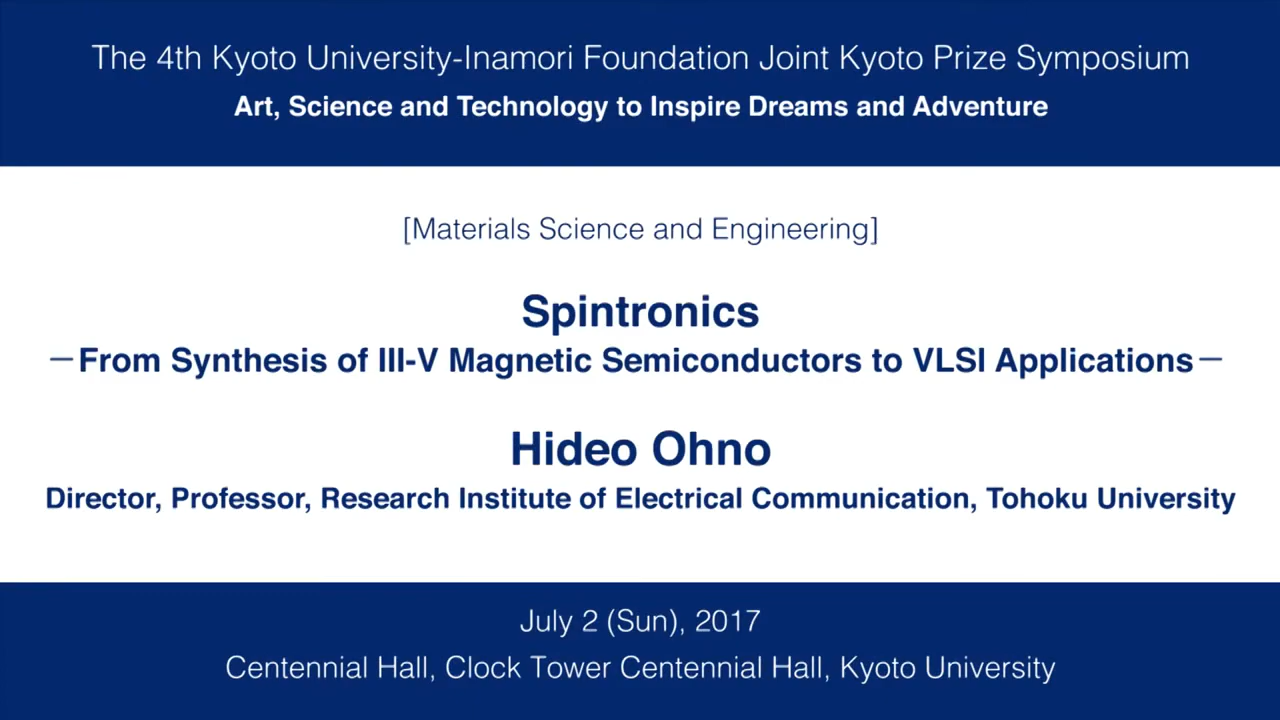 The 4th Kyoto University-Inamori Foundation Joint Kyoto Prize Symposium
Art, Science and Technology to Inspire Dreams and Adventure
[Materials Science and Engineering]
Spintronics
—From Synthesis of III-V Magnetic Semiconductors to VLSI Applications—
Hideo Ohno
Director, Professor, Research Institute of Electrical Communication, Tohoku University
July 2 (Sun), 2017
Centennial Hall, Clock Tower Centennial Hall, Kyoto University